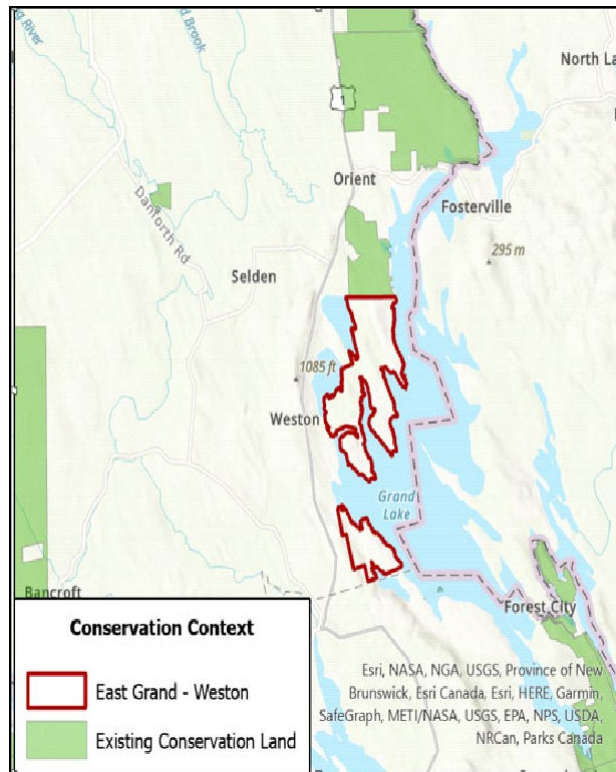 Brook
North La
1
Orient
Fosterville
Danforth Rd
295 m
Selden
1085 ft
Weston
Grand
Lake
Bancroft
Forest City
Conservation Context
East Grand - Weston
Existing Conservation Land
Esri, NASA, NGA, USGS, Province of New
Brunswick, Esri Canada, Esri, HERE, Garmin,
SafeGraph, METI/NASA, USGS, EPA, NPS, USDA,
NRCan, Parks Canada